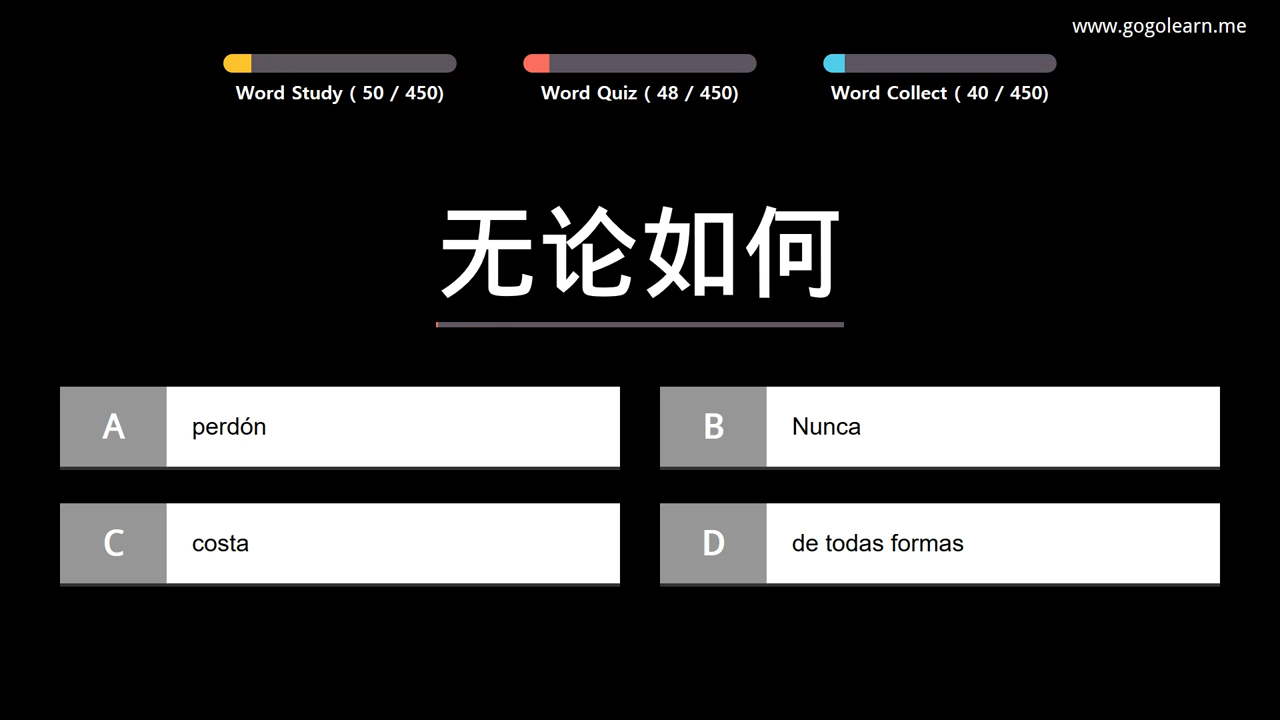 www.gogolearn.me
Word Study ( 50 / 450)
Word Quiz ( 48 / 450)
Word Collect ( 40 / 450)
无论如何
A perdón
B Nunca
C costa
D de todas formas